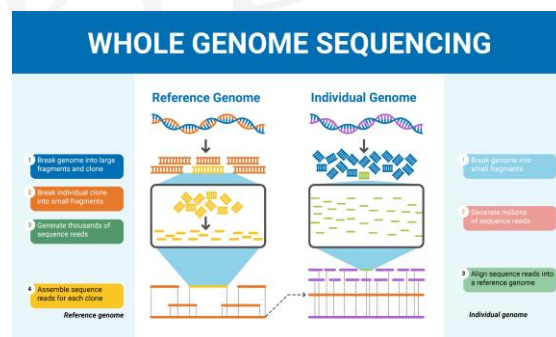 WHOLE GENOME SEQUENCING
Reference Genome
Individual Genome
1 Break genome into large
fragments and clone
2 Break individual clone
into small fragments
3 Generate thousands of
sequence reads
4 Assemble sequence
reads for each clone
Reference genome
1 Break genome into
small fragments
2 Generate millions
of sequence reads
3 Align sequence reads into
a reference genome
Individual genome